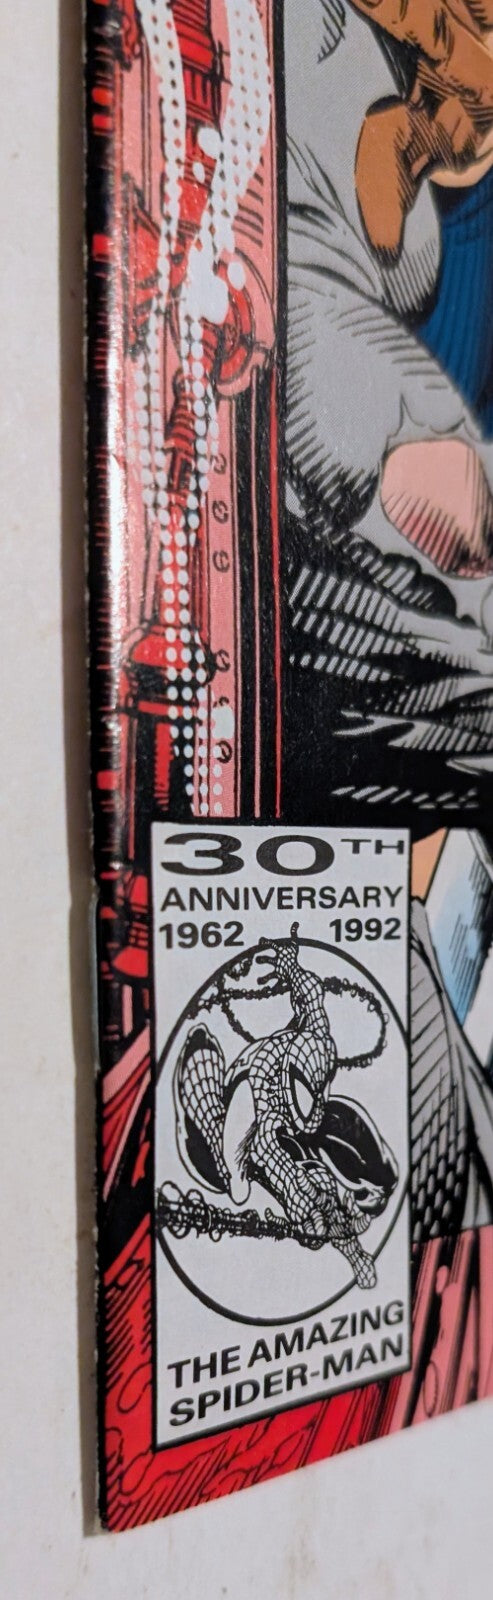 30TH
ANNIVERSARY
1962 1992
THE AMAZING
SPIDER-MAN